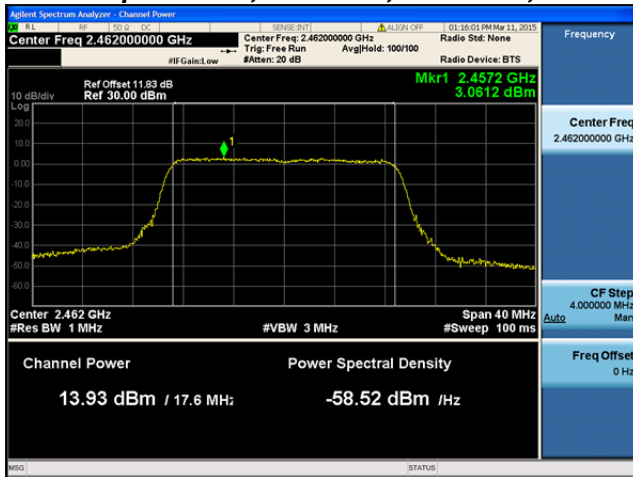 Agilent Spectrum Analyzer - Channel Power
RL RF 50 Ω DC SENSE:INT ALIGN OFF 01:16:01 PM Mar 11, 2015
Center Freq 2.462000000 GHz
Center Freq: 2.462000000 GHz Radio Std: None
Trig: Free Run Avg|Hold: 100/100
#IFGain:Low #Atten: 20 dB Radio Device: BTS
Frequency
Mkr1 2.4572 GHz
3.0612 dBm
Ref Offset 11.83 dB
10 dB/div Ref 30.00 dBm
Log
20.0
10.0
0.00
-10.0
-20.0
-30.0
-40.0
-50.0
-60.0
1
Center 2.462 GHz Span 40 MHz
#Res BW 1 MHz #VBW 3 MHz #Sweep 100 ms
Channel Power Power Spectral Density
13.93 dBm / 17.6 MHz -58.52 dBm /Hz
Center Freq
2.462000000 GHz
CF Step
4.000000 MHz
Auto Man
Freq Offset
0 Hz
MSG STATUS